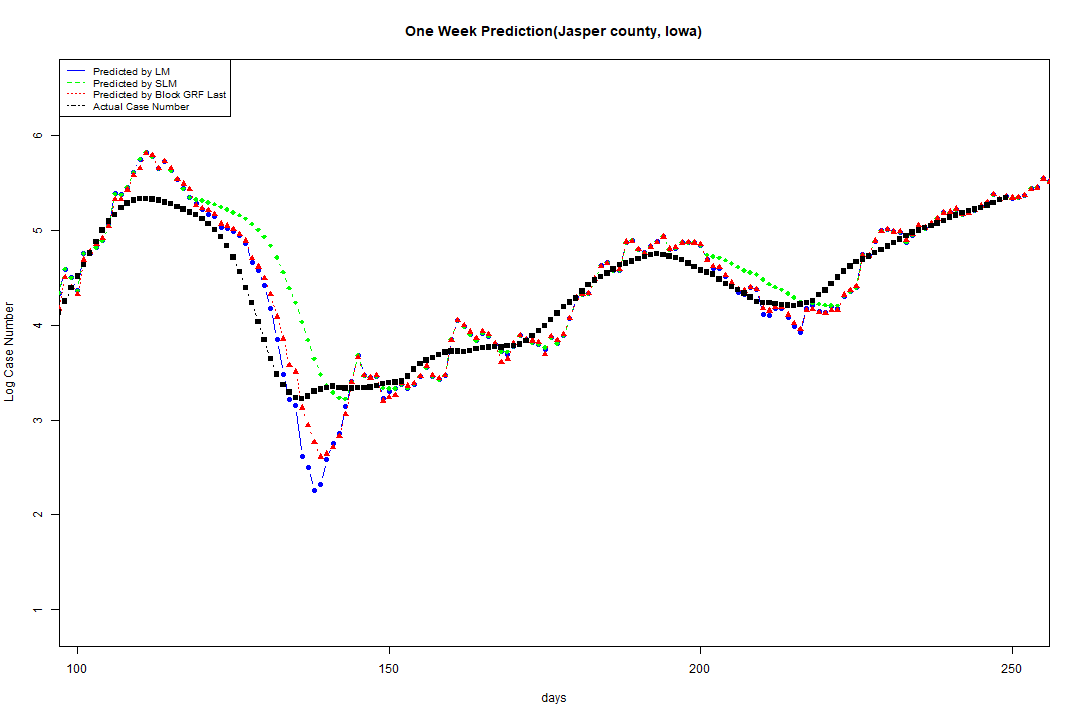 One Week Prediction(Jasper county, Iowa)
Predicted by LM
Predicted by SLM
Predicted by Block GRF Last
Actual Case Number
Log Case Number
6
5
4
3
2
1
100 150 200 250
days